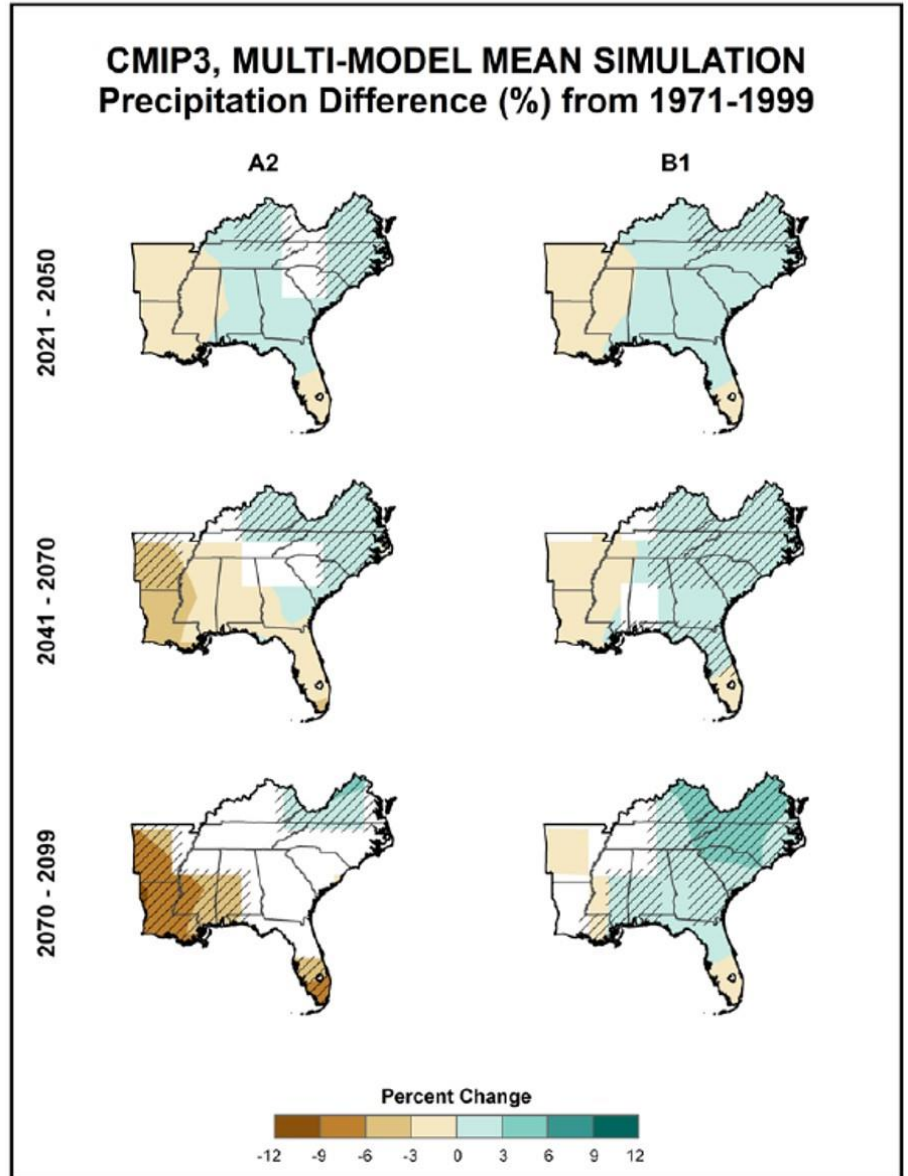 CMIP3, MULTI-MODEL MEAN SIMULATION
Precipitation Difference (%) from 1971-1999
A2
B1
2021 - 2050
2041 - 2070
2070 - 2099
Percent Change
-12 -9 -6 -3 0 3 6 9 12